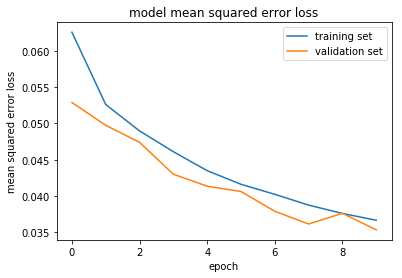 model mean squared error loss
training set
validation set
mean squared error loss
0.060
0.055
0.050
0.045
0.040
0.035
0
2
4
6
8
epoch